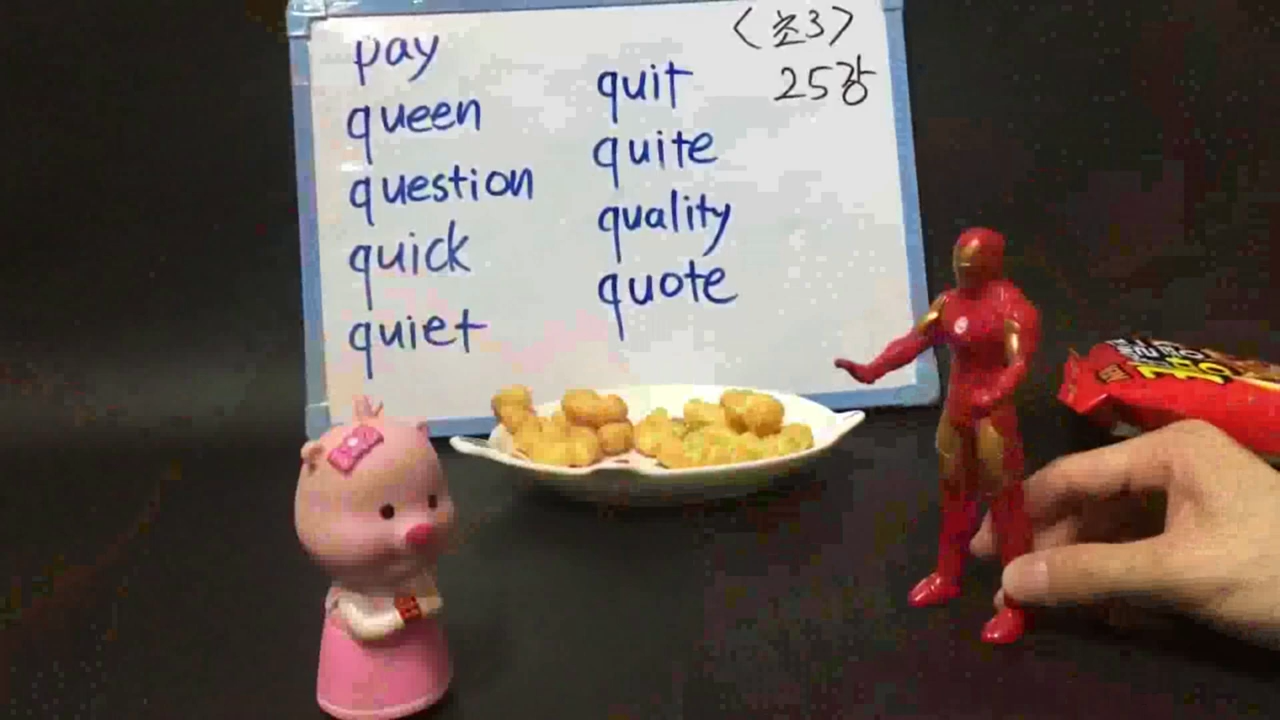 pay
queen
question
quick
quiet
quit
quite
quality
quote
<초3>
25강